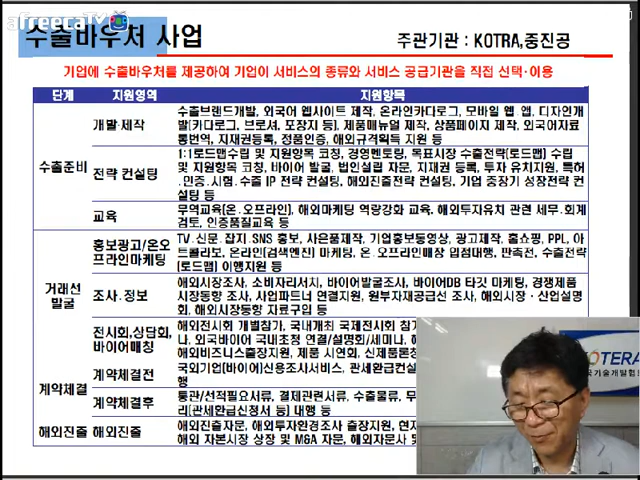 afreecaTV
수출바우처 사업
주관기관 : KOTRA,중진공
기업에 수출바우처를 제공하여 기업이 서비스의 종류와 서비스 공급기관을 직접 선택·이용
단계 지원영역 지원항목
수출준비
개발·제작
수출브랜드개발, 외국어 웹사이트 제작, 온라인카다로그, 모바일 웹 앱, 디자인개
발(카다로그, 브로셔, 포장지 등), 제품매뉴얼 제작, 상품페이지 제작, 외국어자료
통번역, 지재권등록, 정품인증, 해외규격획득 지원 등
전략 컨설팅
1:1로드맵수립 및 지원항목 코칭, 경영멘토링, 목표시장 수출전략(로드맵) 수립
및 지원항목 코칭, 바이어 발굴, 법인설립 자문, 지재권 등록, 투자 유치지원, 특허
·인증·시험·수출 IP 전략 컨설팅, 해외진출전략 컨설팅, 기업 중장기 성장전략 컨
설팅 등
교육
무역교육(온·오프라인), 해외마케팅 역량강화 교육, 해외투자유치 관련 세무·회계
검토, 인증품질교육 등
거래선
발굴
홍보광고/온오
프라인마케팅
TV·신문·잡지·SNS 홍보, 사은품제작, 기업홍보동영상, 광고제작, 홈쇼핑, PPL, 아
트콜라보, 온라인(검색엔진) 마케팅, 온·오프라인매장 입점대행, 판촉전, 수출전략
(로드맵) 이행지원 등
조사·정보
해외시장조사, 소비자리서치, 바이어발굴조사, 바이어DB 타깃 마케팅, 경쟁제품
시장동향 조사, 사업파트너 연결지원, 원부자재공급선 조사, 해외시장·산업설명
회, 해외시장동향 자료구입 등
전시회,상담회,
바이어매칭
해외전시회 개별참가, 국내개최 국제전시회 참가
나, 외국바이어 국내초청 연결/설명회/세미나, 해
해외비즈니스출장지원, 제품 시연회, 신제품론칭
계약체결
계약체결전
국외기업(바이어)신용조사서비스, 관세환급컨설
행
계약체결후
통관/선적필요서류, 결제관련서류, 수출물류, 무
리(관세환급신청서 등) 대행 등
해외진출 해외진출
해외진출자문, 해외투자환경조사 출장지원, 현지
해외 자본시장 상장 및 M&A 자문, 해외자문사 및
KOTERA
국기술개발협